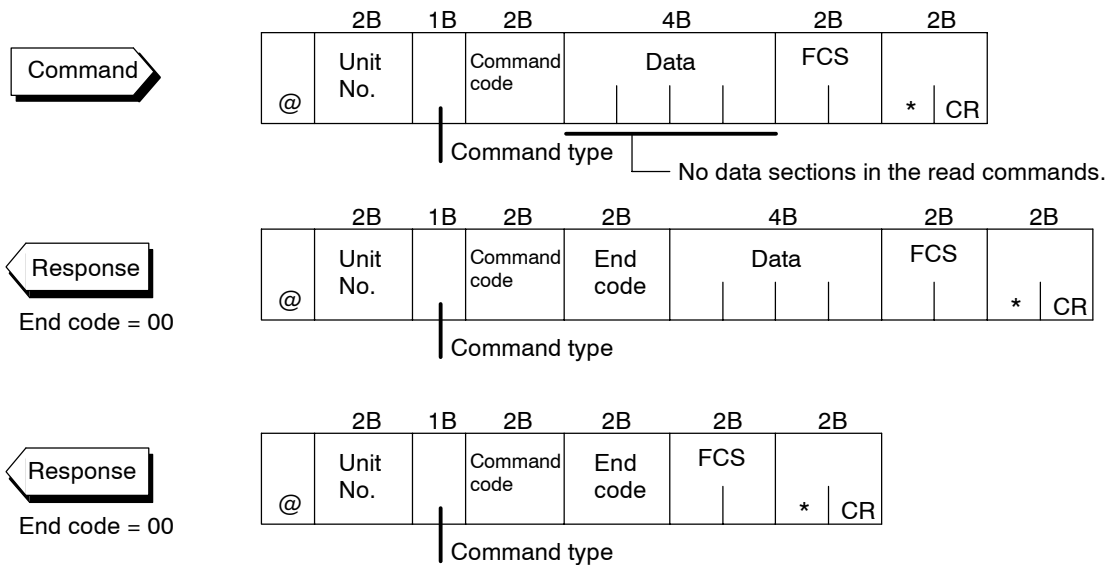 2B 1B 2B 4B 2B 2B
Command
@ Unit No. Command code Data FCS * CR
Command type
No data sections in the read commands.
2B 1B 2B 2B 4B 2B 2B
Response
@ Unit No. Command code End code Data FCS * CR
End code = 00
Command type
2B 1B 2B 2B 2B 2B
Response
@ Unit No. Command code End code FCS * CR
End code = 00
Command type